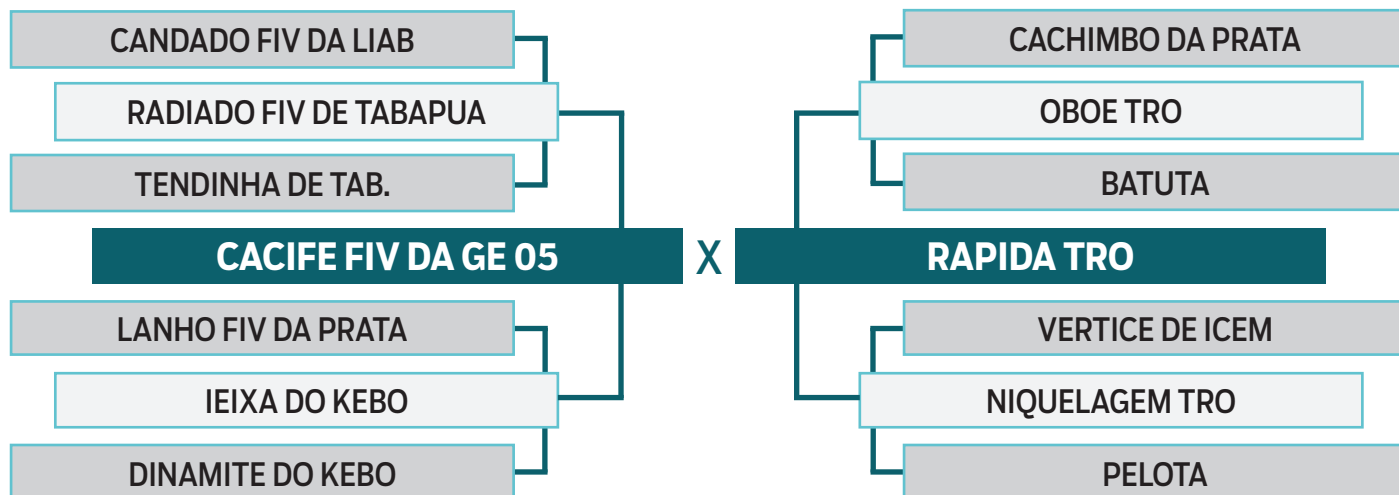 CANDADO FIV DA LIAB
RADIADO FIV DE TABAPUA
TENDINHA DE TAB.
CACIFE FIV DA GE 05
LANHO FIV DA PRATA
IEIXA DO KEBO
DINAMITE DO KEBO
X
CACHIMBO DA PRATA
OBOE TRO
BATUTA
RAPIDA TRO
VERTICE DE ICEM
NIQUELAGEM TRO
PELOTA